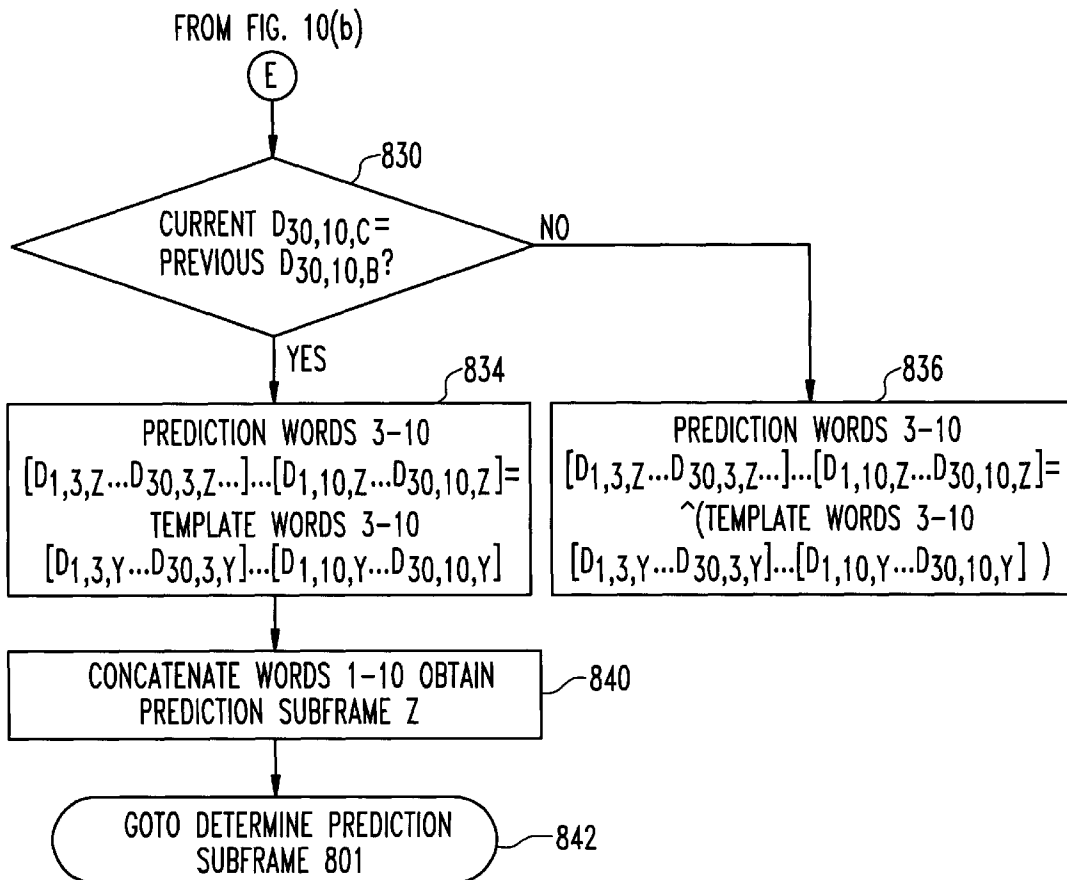 FROM FIG. 10(b)
E
830
CURRENT D30,10,C=
PREVIOUS D30,10,B?
NO
YES
834
PREDICTION WORDS 3-10
[D1,3,Z...D30,3,Z...]...[D1,10,Z...D30,10,Z]=
TEMPLATE WORDS 3-10
[D1,3,Y...D30,3,Y]...[D1,10,Y...D30,10,Y]
836
PREDICTION WORDS 3-10
[D1,3,Z...D30,3,Z...]...[D1,10,Z...D30,10,Z]=
^(TEMPLATE WORDS 3-10
[D1,3,Y...D30,3,Y]...[D1,10,Y...D30,10,Y] )
CONCATENATE WORDS 1-10 OBTAIN
PREDICTION SUBFRAME Z
840
GOTO DETERMINE PREDICTION
SUBFRAME 801
842